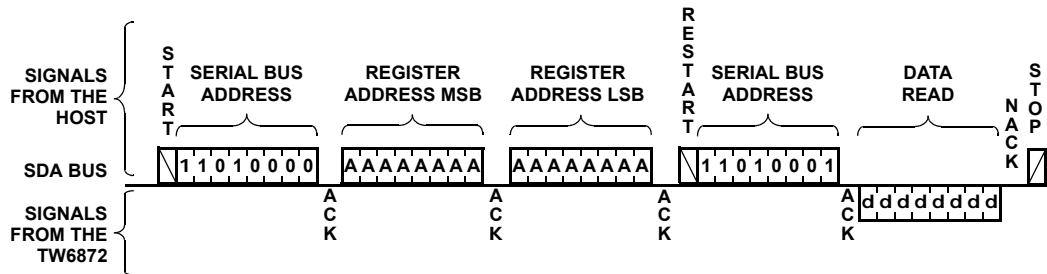 SIGNALS
FROM THE
HOST
START
SERIAL BUS
ADDRESS
REGISTER
ADDRESS MSB
REGISTER
ADDRESS LSB
RESTART
SERIAL BUS
ADDRESS
DATA
READ
NACK
STOP
SDA BUS
11010000
AAAAAAAA
AAAAAAAA
11010001
SIGNALS
FROM THE
TW6872
ACK
ACK
ACK
ACK
dddddddd